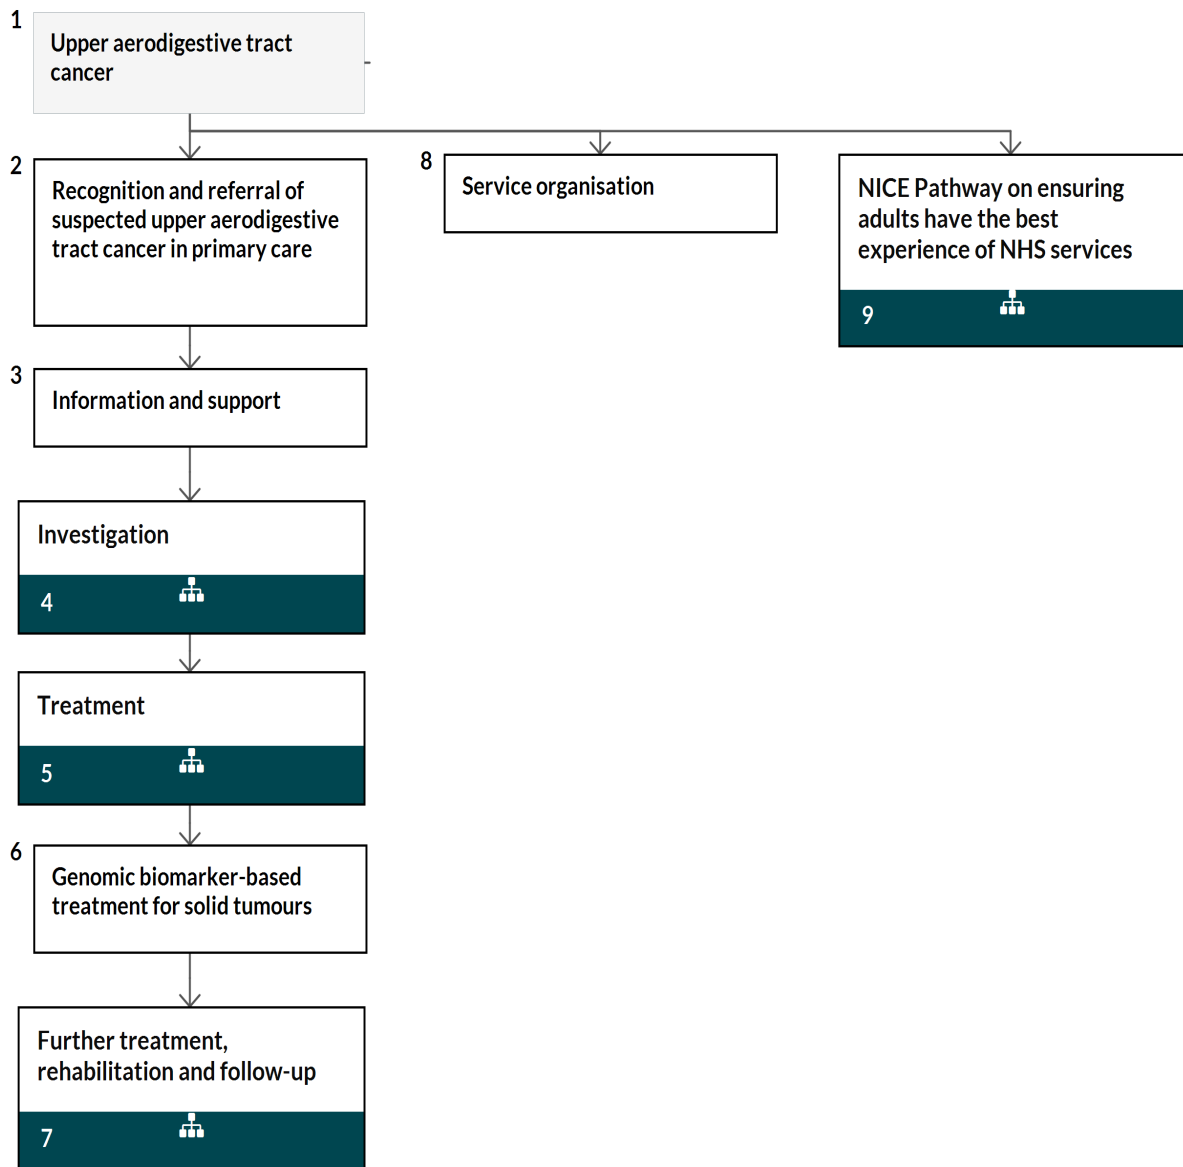 1
Upper aerodigestive tract
cancer
2
Recognition and referral of
suspected upper aerodigestive
tract cancer in primary care
8
Service organisation
NICE Pathway on ensuring
adults have the best
experience of NHS services
9
3
Information and support
Investigation
4
Treatment
5
6
Genomic biomarker-based
treatment for solid tumours
Further treatment,
rehabilitation and follow-up
7